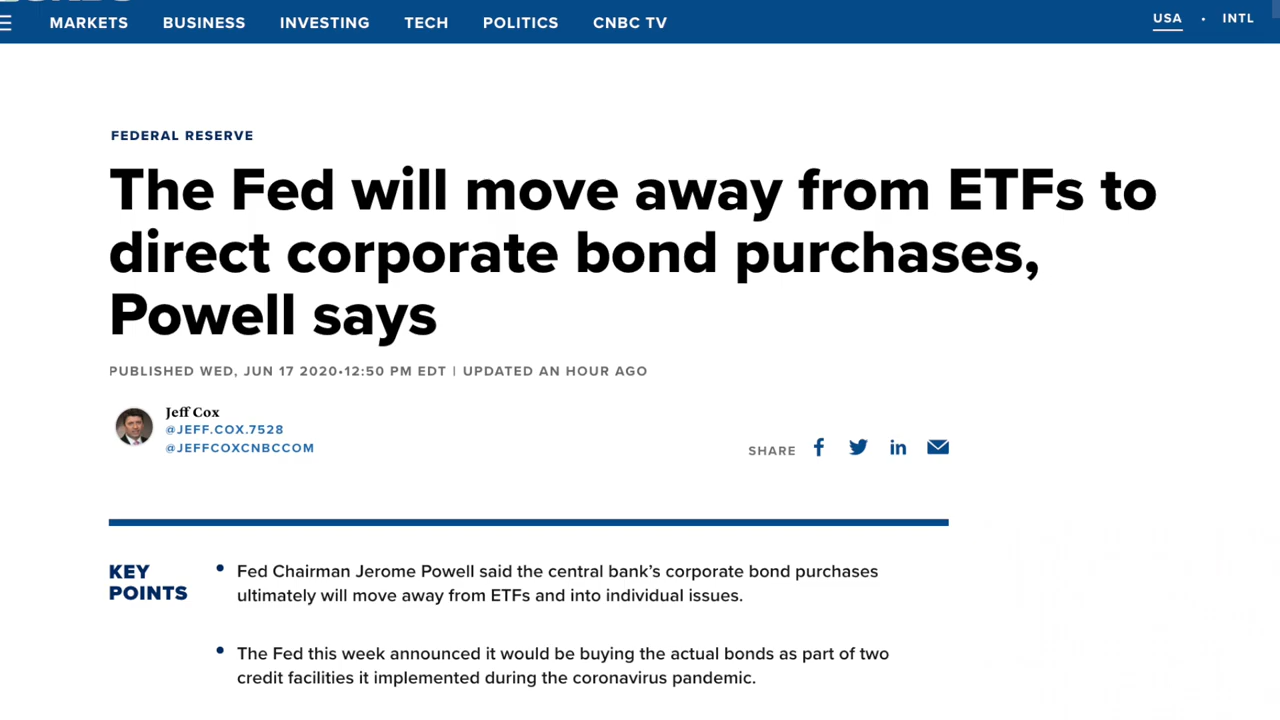 MARKETS BUSINESS INVESTING TECH POLITICS CNBC TV USA • INTL
FEDERAL RESERVE
The Fed will move away from ETFs to
direct corporate bond purchases,
Powell says
PUBLISHED WED, JUN 17 2020•12:50 PM EDT | UPDATED AN HOUR AGO
Jeff Cox
@JEFF.COX.7528
@JEFFCOXCNBCCOM
SHARE
KEY
POINTS
• Fed Chairman Jerome Powell said the central bank’s corporate bond purchases
ultimately will move away from ETFs and into individual issues.
• The Fed this week announced it would be buying the actual bonds as part of two
credit facilities it implemented during the coronavirus pandemic.